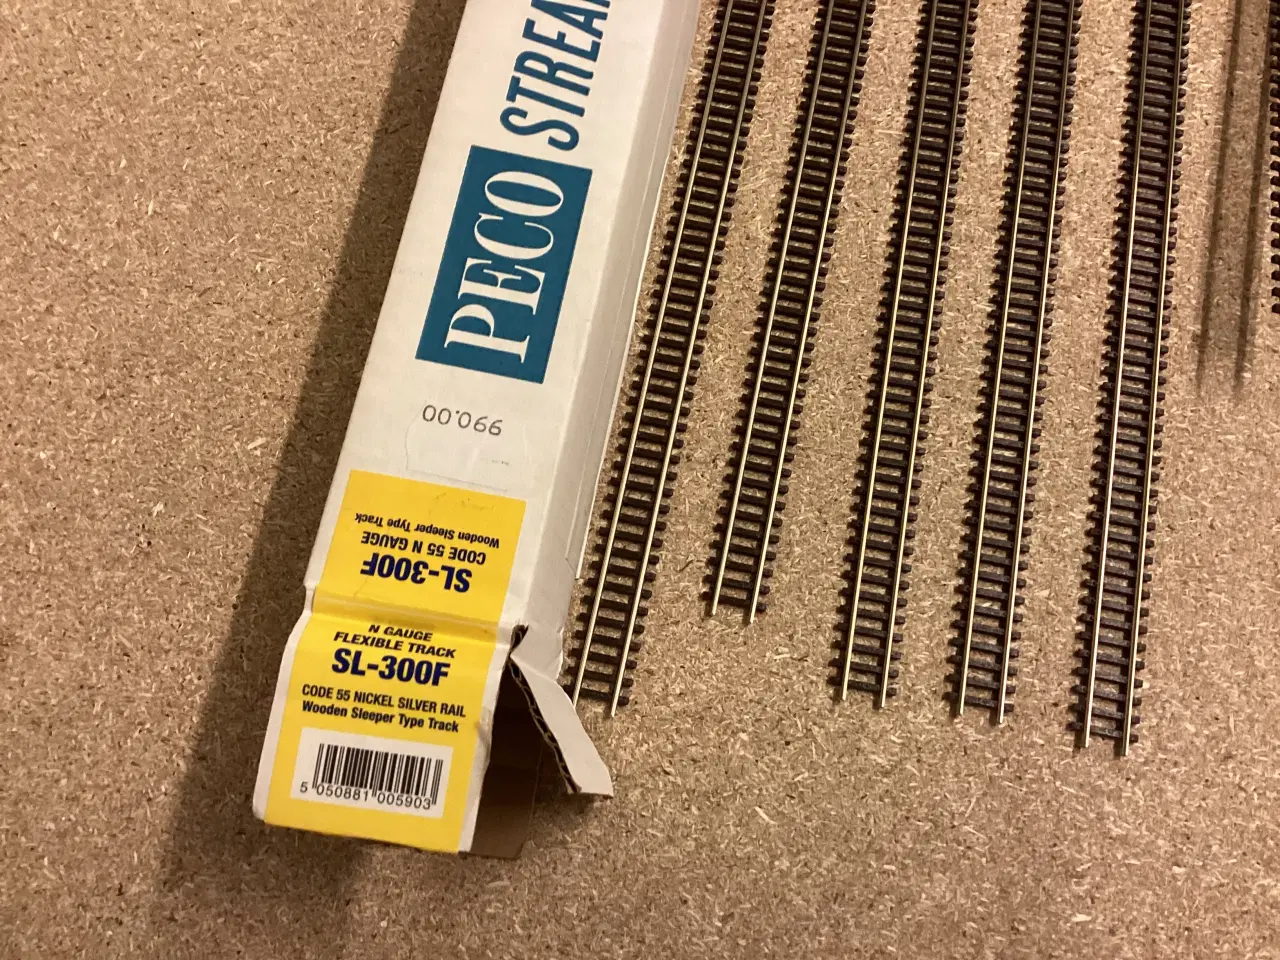 PECO STREA
990.00
SL-300F
CODE 55 N GAUGE
Wooden Sleeper Type Track
N GAUGE
FLEXIBLE TRACK
SL-300F
CODE 55 NICKEL SILVER RAIL
Wooden Sleeper Type Track
5 050881 005903